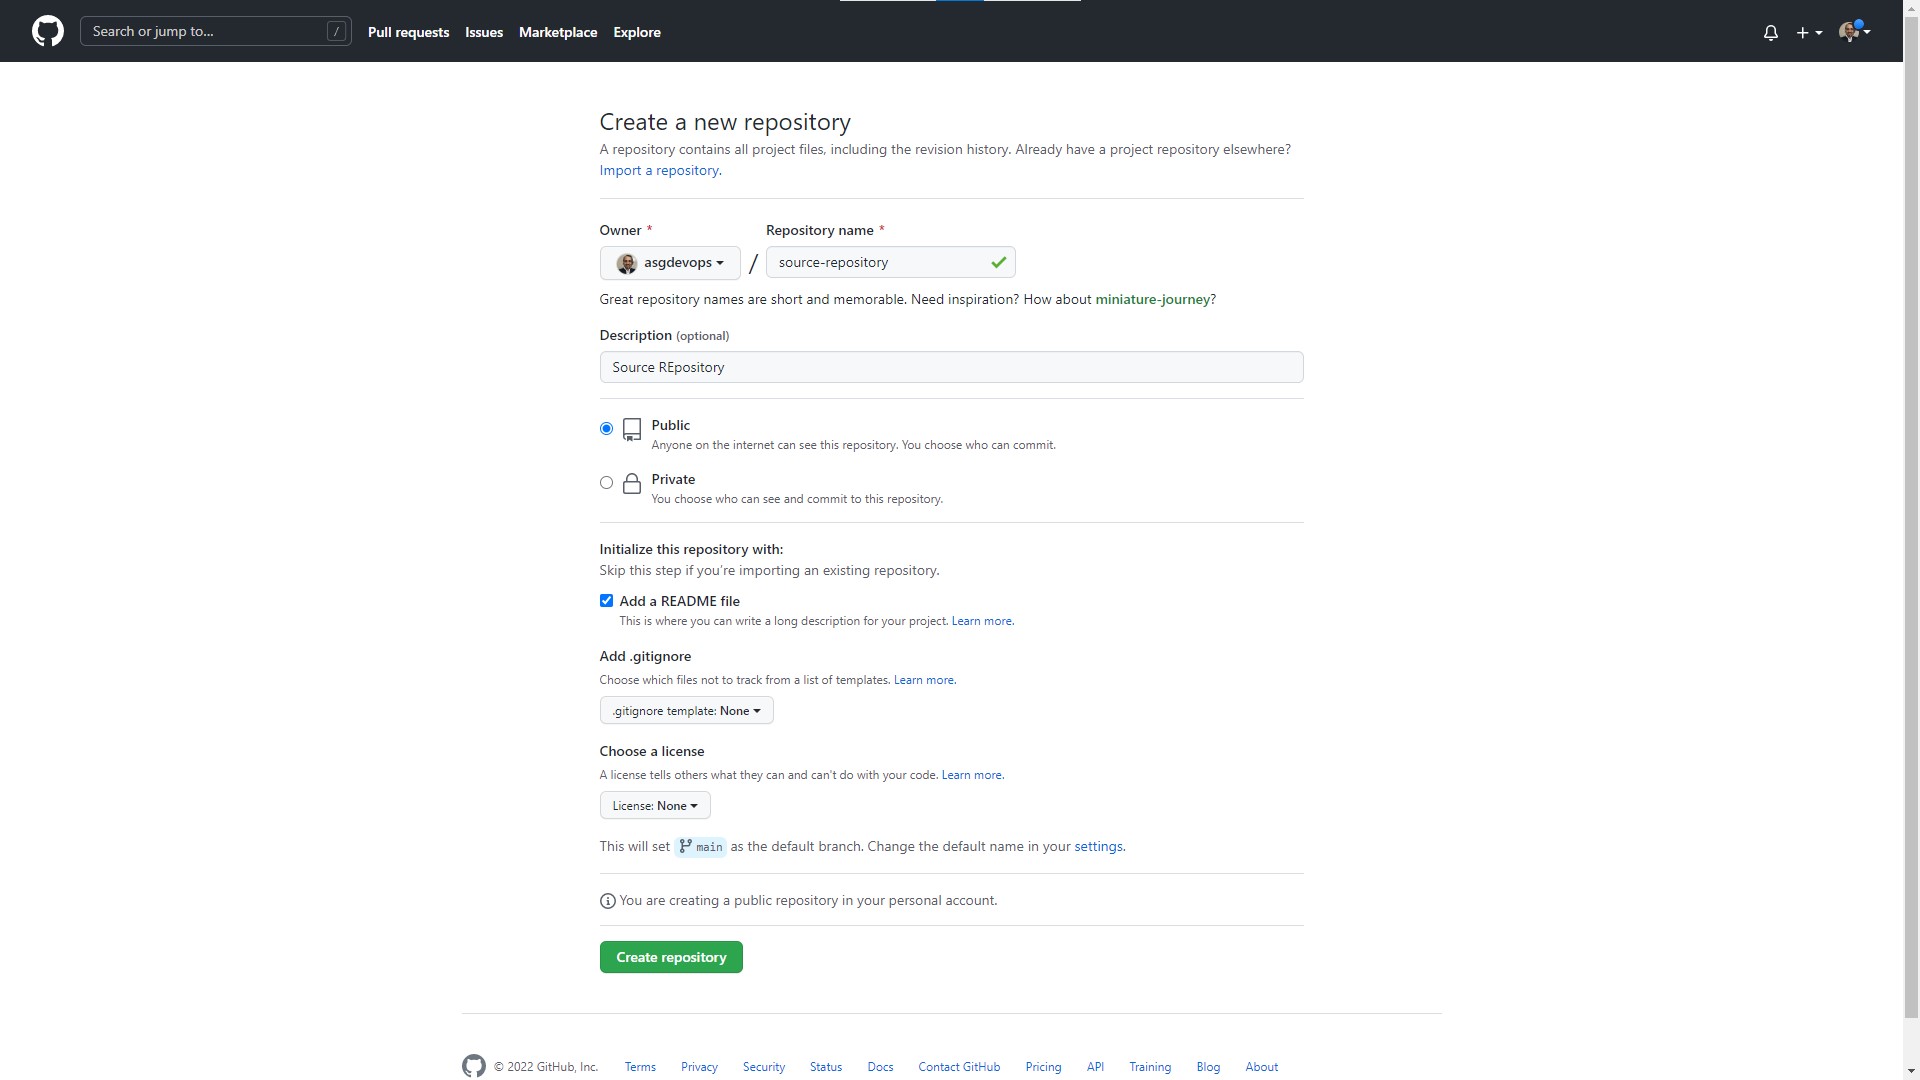 Search or jump to... /
Pull requests Issues Marketplace Explore
Create a new repository
A repository contains all project files, including the revision history. Already have a project repository elsewhere?
Import a repository.
Owner * Repository name *
asgdevops / source-repository
Great repository names are short and memorable. Need inspiration? How about miniature-journey?
Description (optional)
Source REpository
Public
Anyone on the internet can see this repository. You choose who can commit.
Private
You choose who can see and commit to this repository.
Initialize this repository with:
Skip this step if you're importing an existing repository.
Add a README file
This is where you can write a long description for your project. Learn more.
Add .gitignore
Choose which files not to track from a list of templates. Learn more.
.gitignore template: None
Choose a license
A license tells others what they can and can't do with your code. Learn more.
License: None
This will set main as the default branch. Change the default name in your settings.
You are creating a public repository in your personal account.
Create repository
© 2022 GitHub, Inc. Terms Privacy Security Status Docs Contact GitHub Pricing API Training Blog About